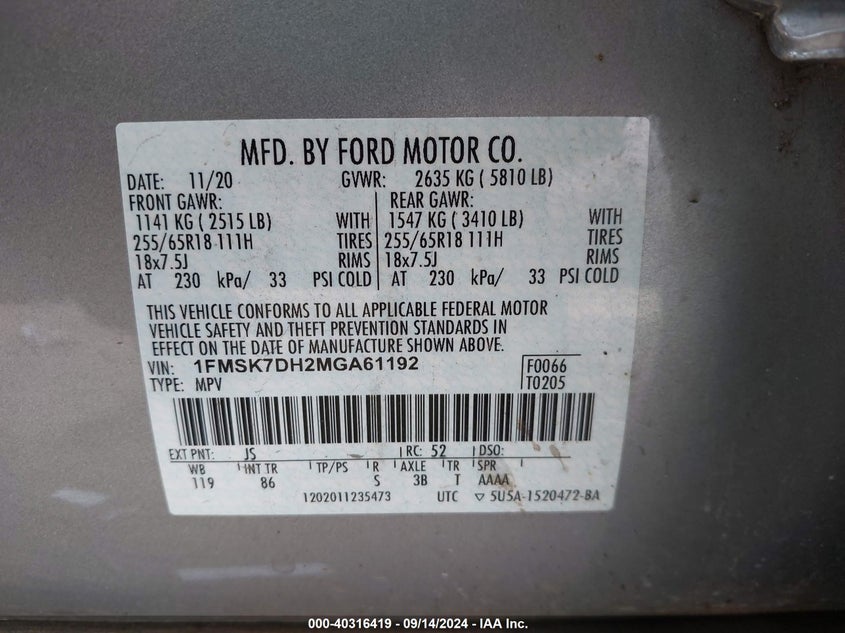 MFD. BY FORD MOTOR CO.
DATE: 11/20 GVWR: 2635 KG ( 5810 LB)
FRONT GAWR: REAR GAWR:
1141 KG ( 2515 LB) WITH 1547 KG ( 3410 LB) WITH
255/65R18 111H TIRES 255/65R18 111H TIRES
18x7.5J RIMS 18x7.5J RIMS
AT 230 kPa/ 33 PSI COLD AT 230 kPa/ 33 PSI COLD
THIS VEHICLE CONFORMS TO ALL APPLICABLE FEDERAL MOTOR
VEHICLE SAFETY AND THEFT PREVENTION STANDARDS IN
EFFECT ON THE DATE OF MANUFACTURE SHOWN ABOVE.
VIN: 1FMSK7DH2MGA61192 F0066
TYPE: MPV T0205
EXT PNT: JS RC: 52 DSO:
WB INT TR TP/PS R AXLE TR SPR
119 86 S 3B T AAAA
1202011235473 UTC ▽ 5U5A-1520472-BA
000-40316419 - 09/14/2024 - IAA Inc.